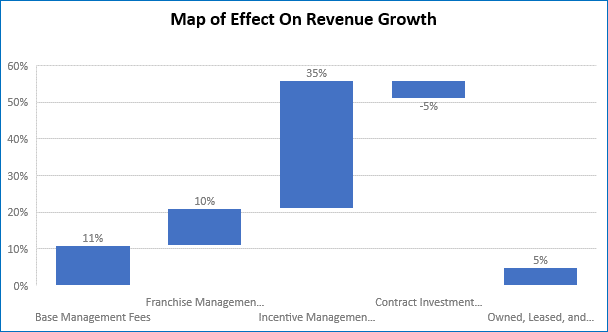 Map of Effect On Revenue Growth
60%
50%
40%
30%
20%
10%
0%
11%
10%
35%
-5%
5%
Base Management Fees
Franchise Managemen...
Incentive Managemen...
Contract Investment...
Owned, Leased, and...